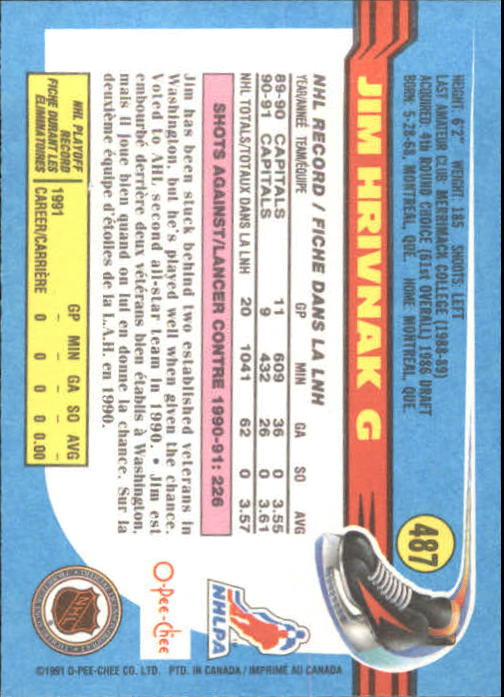 487
JIM HRIVNAK G
HEIGHT: 6'2" WEIGHT: 185 SHOOTS: LEFT
LAST AMATEUR CLUB: MERRIMACK COLLEGE (1988-89)
ACQUIRED: 4th ROUND CHOICE (61st OVERALL) 1986 DRAFT
BORN: 5-28-68, MONTREAL, QUE. HOME: MONTREAL, QUE.
NHL RECORD / FICHE DANS LA LNH
YEAR/ANNÉE TEAM/ÉQUIPE GP MIN GA SO AVG
89-90 CAPITALS 11 609 36 0 3.55
90-91 CAPITALS 9 432 26 0 3.61
NHL TOTALS/TOTAUX DANS LA LNH 20 1041 62 0 3.57
SHOTS AGAINST/LANCER CONTRE 1990-91: 226
Jim has been stuck behind two established veterans in
Washington, but he's played well when given the chance.
Voted to AHL second all-star team in 1990. • Jim est
embourbé derrière deux vétérans bien établis à Washington,
mais il joue bien quand on lui en donne la chance. Sur la
deuxième équipe d'étoiles de la L.A.H. en 1990.
NHL PLAYOFF RECORD
FICHE DURANT LES ÉLIMINATOIRES
GP MIN GA SO AVG
1991 - - - - -
CAREER/CARRIÈRE 0 0 0 0 0.00
NHLPA
O-pee-chee
NHL
©1991 O-PEE-CHEE CO. LTD. PTD. IN CANADA / IMPRIMÉ AU CANADA